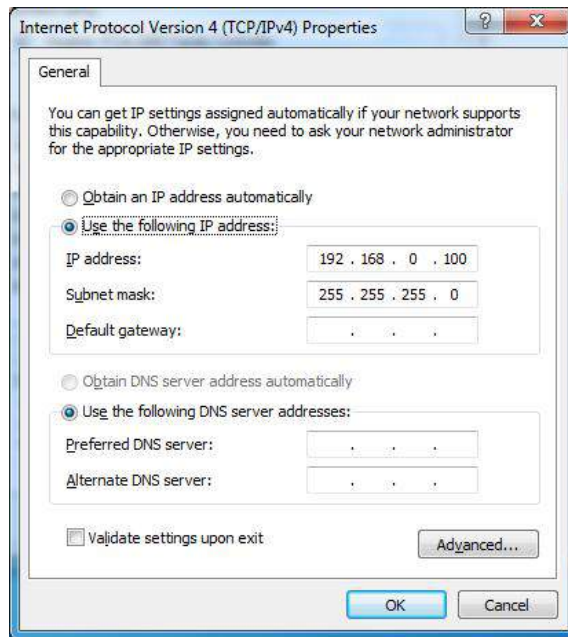 Internet Protocol Version 4 (TCP/IPv4) Properties
General
You can get IP settings assigned automatically if your network supports
this capability. Otherwise, you need to ask your network administrator
for the appropriate IP settings.
Obtain an IP address automatically
Use the following IP address:
IP address: 192 . 168 . 0 . 100
Subnet mask: 255 . 255 . 255 . 0
Default gateway: . . .
Obtain DNS server address automatically
Use the following DNS server addresses:
Preferred DNS server: . . .
Alternate DNS server: . . .
Validate settings upon exit
Advanced...
OK Cancel